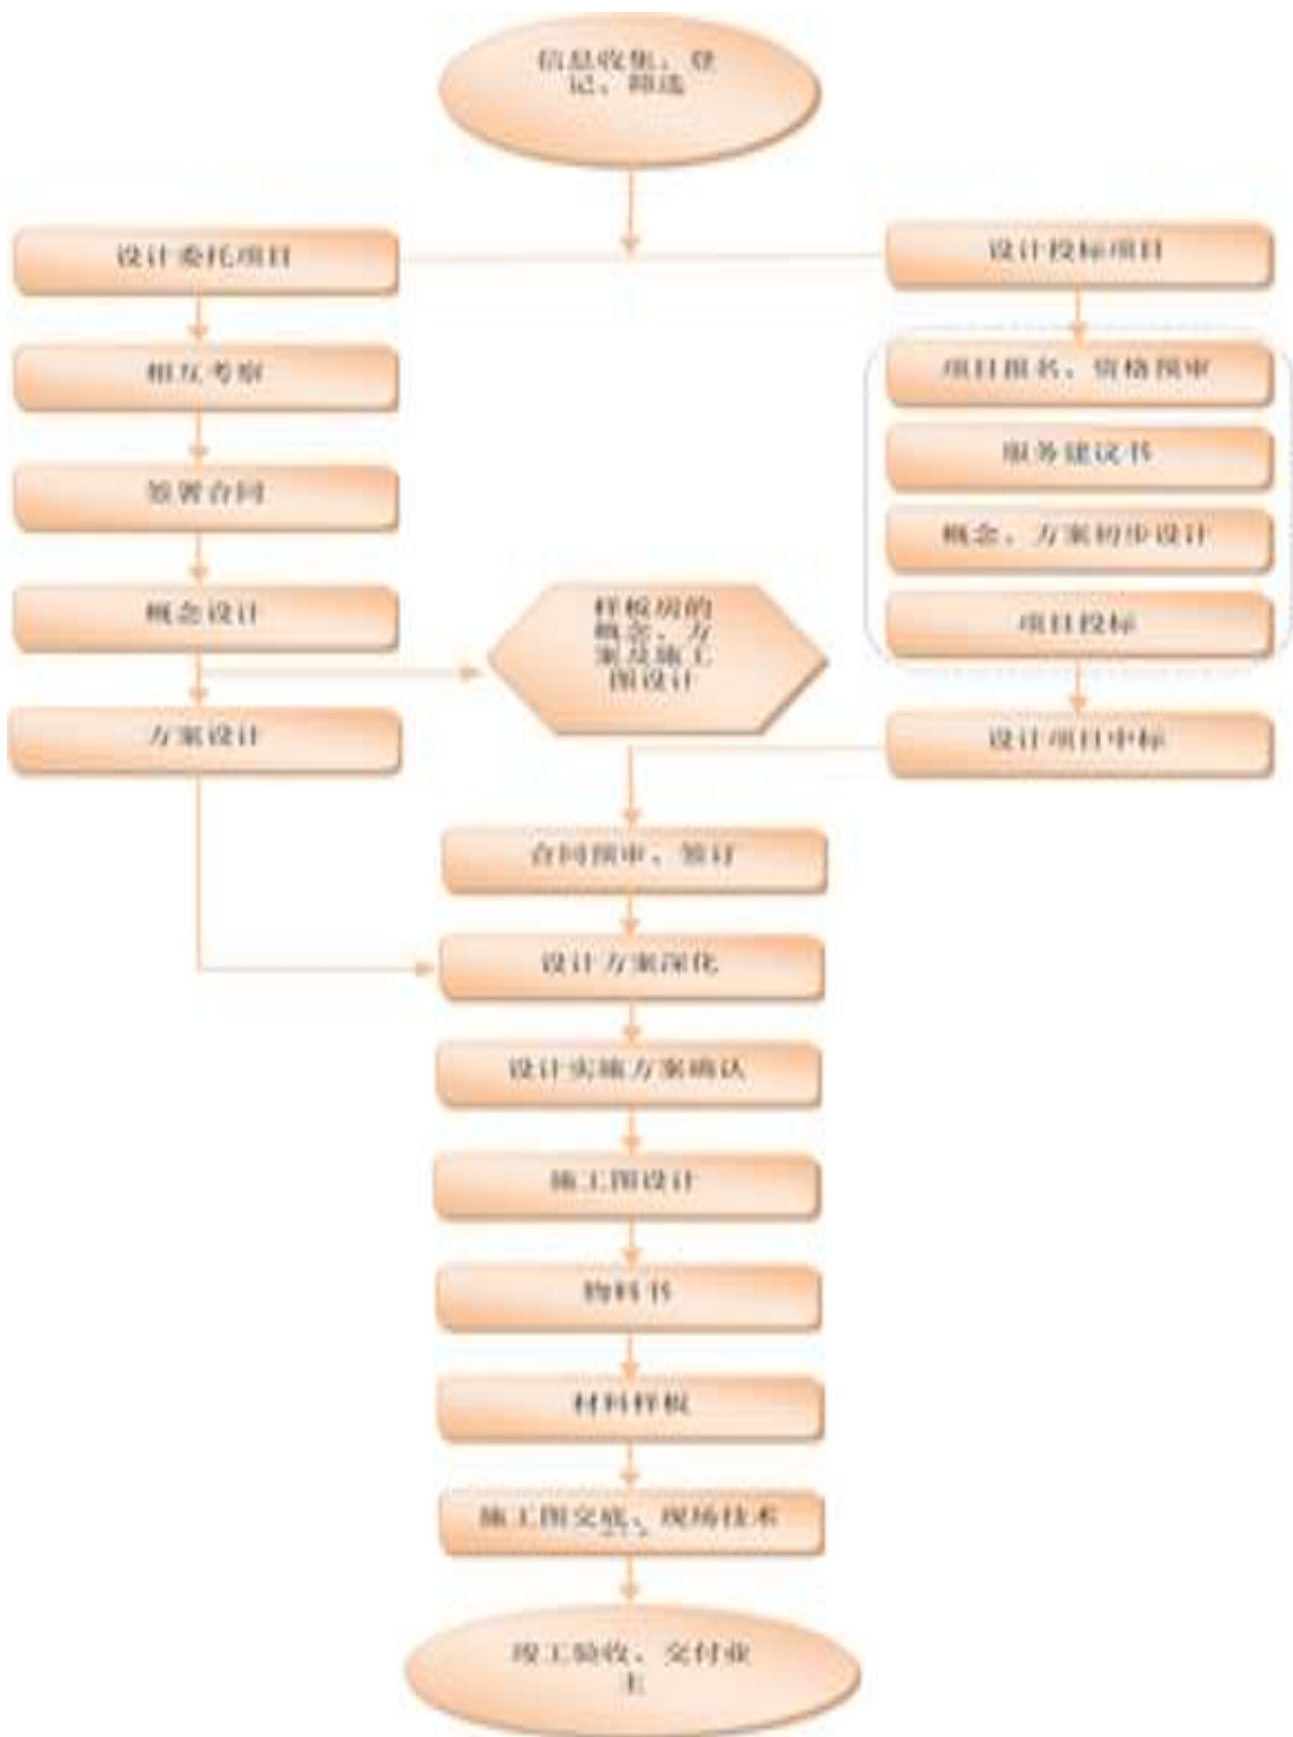 信息收集、登
记、筛选
设计委托项目
设计投标项目
相互考察
项目报名、资格预审
签署合同
服务建议书
概念、方案初步设计
概念设计
样板房的
概念、方
案及施工
图设计
项目投标
方案设计
设计项目中标
合同预审、签订
设计方案深化
设计实施方案确认
施工图设计
物料书
材料样板
施工图交底、现场技术
竣工验收、交付业
主